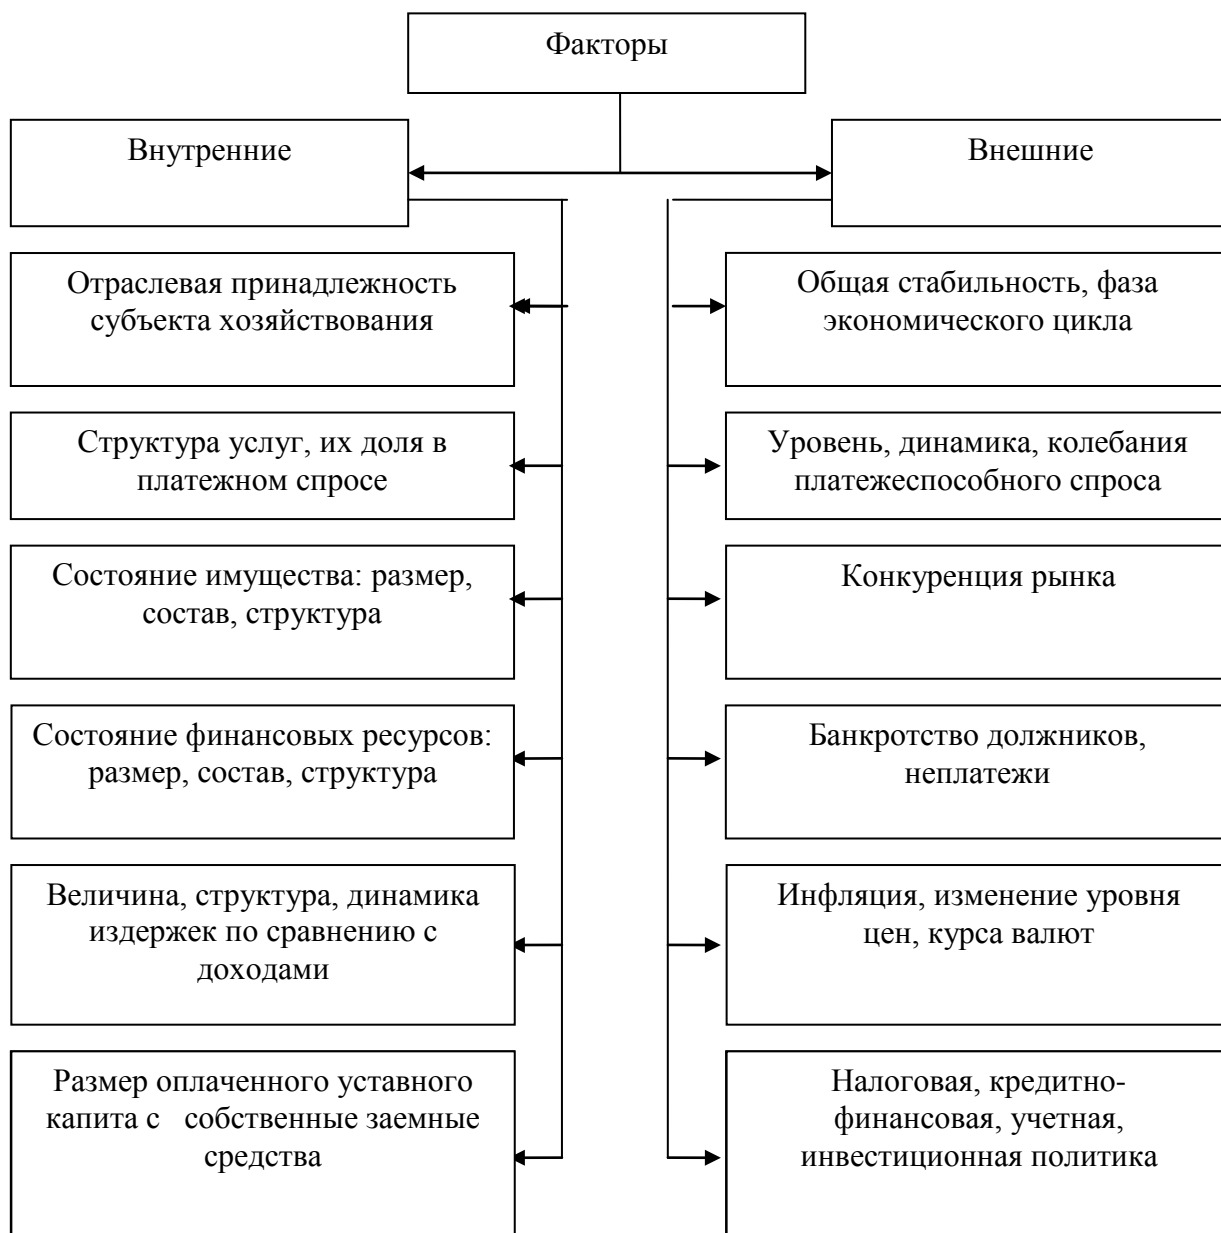 Факторы
Внутренние
Внешние
Отраслевая принадлежность
субъекта хозяйствования
Общая стабильность, фаза
экономического цикла
Структура услуг, их доля в
платежном спросе
Уровень, динамика, колебания
платежеспособного спроса
Состояние имущества: размер,
состав, структура
Конкуренция рынка
Состояние финансовых ресурсов:
размер, состав, структура
Банкротство должников,
неплатежи
Величина, структура, динамика
издержек по сравнению с
доходами
Инфляция, изменение уровня
цен, курса валют
Размер оплаченного уставного
капита с собственные заемные
средства
Налоговая, кредитно-
финансовая, учетная,
инвестиционная политика